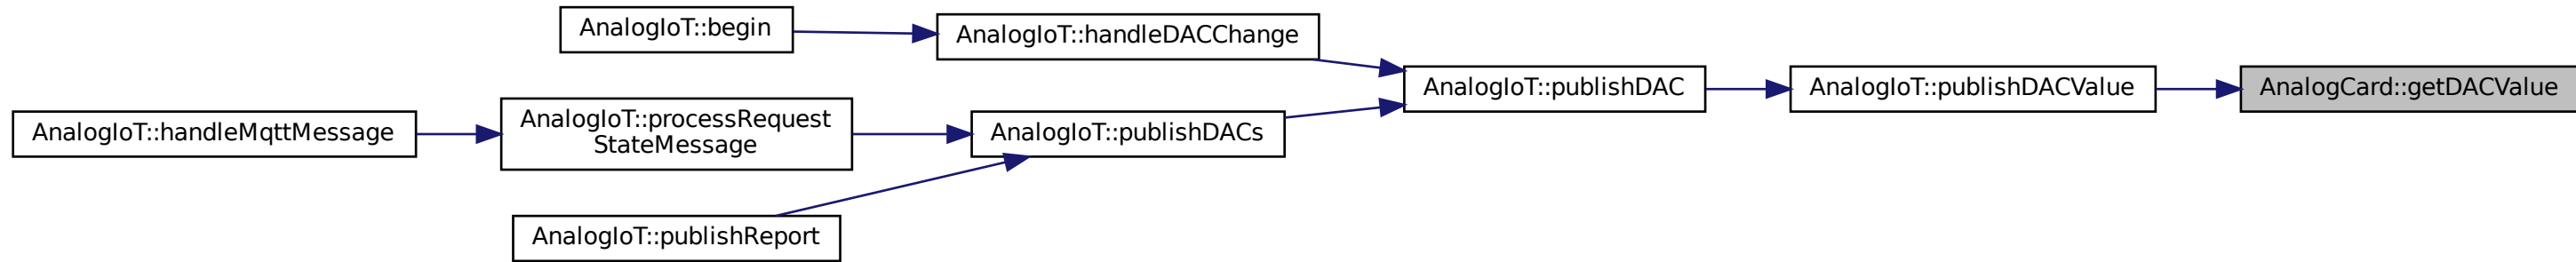 AnalogIoT::begin
AnalogIoT::handleDACChange
AnalogIoT::publishDAC
AnalogIoT::publishDACValue
AnalogCard::getDACValue
AnalogIoT::handleMqttMessage
AnalogIoT::processRequest
StateMessage
AnalogIoT::publishDACs
AnalogIoT::publishReport